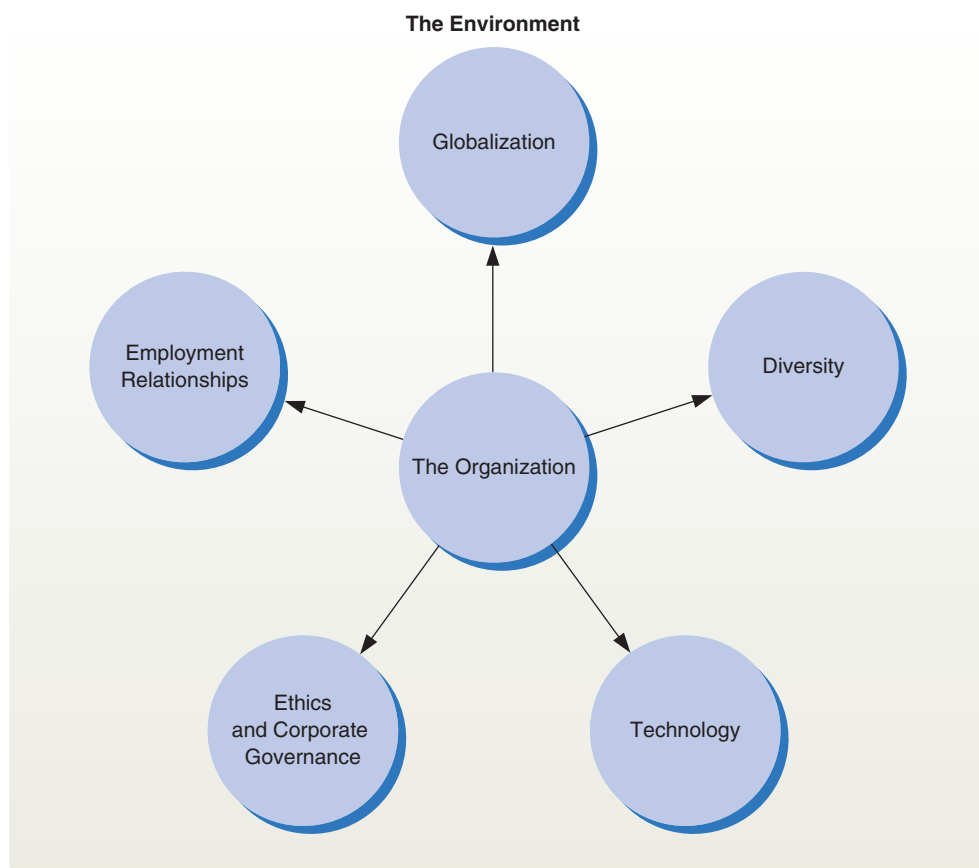 The Environment
Globalization
Employment
Relationships
Diversity
The Organization
Ethics
and Corporate
Governance
Technology